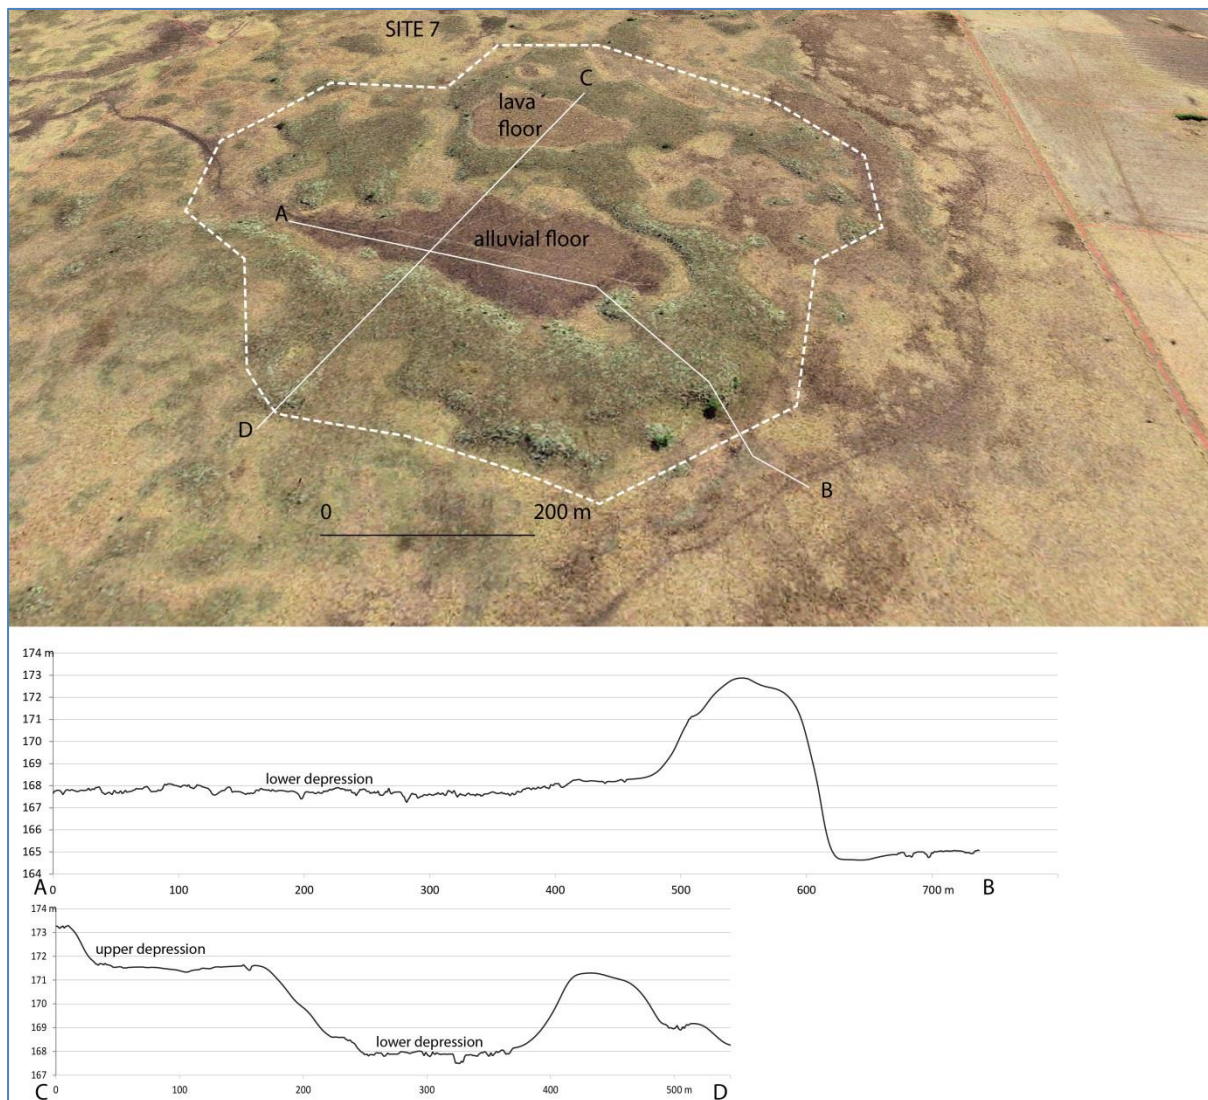 SITE 7
C
lava
floor
A
alluvial floor
D
B
0 200 m
174 m
173
172
171
170
169
168
167
166
165
164
lower depression
A 0 100 200 300 400 500 600 700 m B
174 m
173
172
171
170
169
168
167
upper depression
lower depression
C 0 100 200 300 400 500 m D